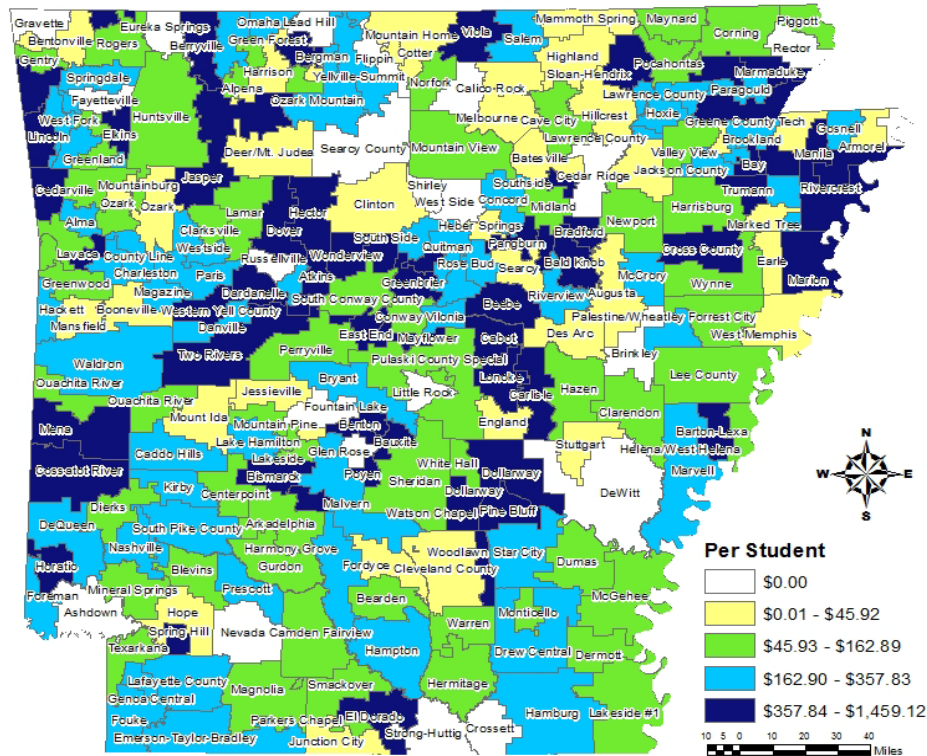 Gravette
Eureka Springs
Omaha Lead Hill
Viola
Mammoth Spring
Maynard
Piggott
Bentonville
Rogers
Berryville
Green Forest
Bergman
Mountain Home
Salem
Corning
Rector
Gentry
Flippin
Cotter
Highland
Pocahontas
Springdale
Alpena
Harrison
Yellville-Summit
Norfork
Sloan-Hendrix
Marmaduke
Fayetteville
Ozark Mountain
Calico Rock
Lawrence County
Paragould
West Fork
Elkins
Huntsville
Melbourne
Cave City
Hillcrest
Hoxie
Greene County Tech
Gosnell
Lincoln
Lawrence County
Brookland
Armorel
Greenland
Deer/Mt. Judea
Searcy County
Mountain View
Batesville
Valley View
Bay
Manila
Jasper
Cedar Ridge
Jackson County
Cedarville
Mountainburg
Shirley
Southside
Trumann
Rivercrest
Ozark
Ozark
Lamar
Hector
Clinton
West Side
Concord
Midland
Newport
Harrisburg
Alma
Clarksville
Dover
Heber Springs
Bradford
Marked Tree
Lavaca
County Line
Westside
Russellville
Wonderview
South Side
Quitman
Pangburn
Cross County
Earle
Charleston
Paris
Atkins
Rose Bud
Searcy
Bald Knob
McCrory
Marion
Greenwood
Magazine
Dardanelle
Greenbrier
Wynne
Hackett
Booneville
Western Yell County
South Conway County
Beebe
Riverview
Augusta
Mansfield
Danville
Conway
Vilonia
Palestine/Wheatley
Forrest City
East End
Mayflower
Cabot
Des Arc
West Memphis
Waldron
Two Rivers
Perryville
Pulaski County Special
Brinkley
Ouachita River
Jessieville
Bryant
Little Rock
Lonoke
Carlisle
Hazen
Lee County
Ouachita River
Fountain Lake
Clarendon
Mena
Mount Ida
Mountain Pine
Benton
England
Barton-Lexa
Lake Hamilton
Bauxite
Stuttgart
Helena/West Helena
Caddo Hills
Lakeside
Glen Rose
White Hall
Dollarway
Marvell
Cossatot River
Bismarck
Poyen
Sheridan
Dollarway
DeWitt
Kirby
Centerpoint
Malvern
Watson Chapel
Pine Bluff
Dierks
DeQueen
South Pike County
Arkadelphia
Nashville
Harmony Grove
Woodlawn
Star City
Horatio
Blevins
Gurdon
Fordyce
Cleveland County
Dumas
Foreman
Mineral Springs
Prescott
McGehee
Ashdown
Hope
Bearden
Monticello
Spring Hill
Nevada
Camden Fairview
Warren
Texarkana
Hampton
Drew Central
Dermott
Lafayette County
Smackover
Hermitage
Genoa Central
Magnolia
Fouke
Parkers Chapel
El Dorado
Hamburg
Lakeside #1
Emerson-Taylor-Bradley
Junction City
Strong-Huttig
Crossett
N
W
E
S
Per Student
$0.00
$0.01 - $45.92
$45.93 - $162.89
$162.90 - $357.83
$357.84 - $1,459.12
10 5 0 10 20 30 40
Miles